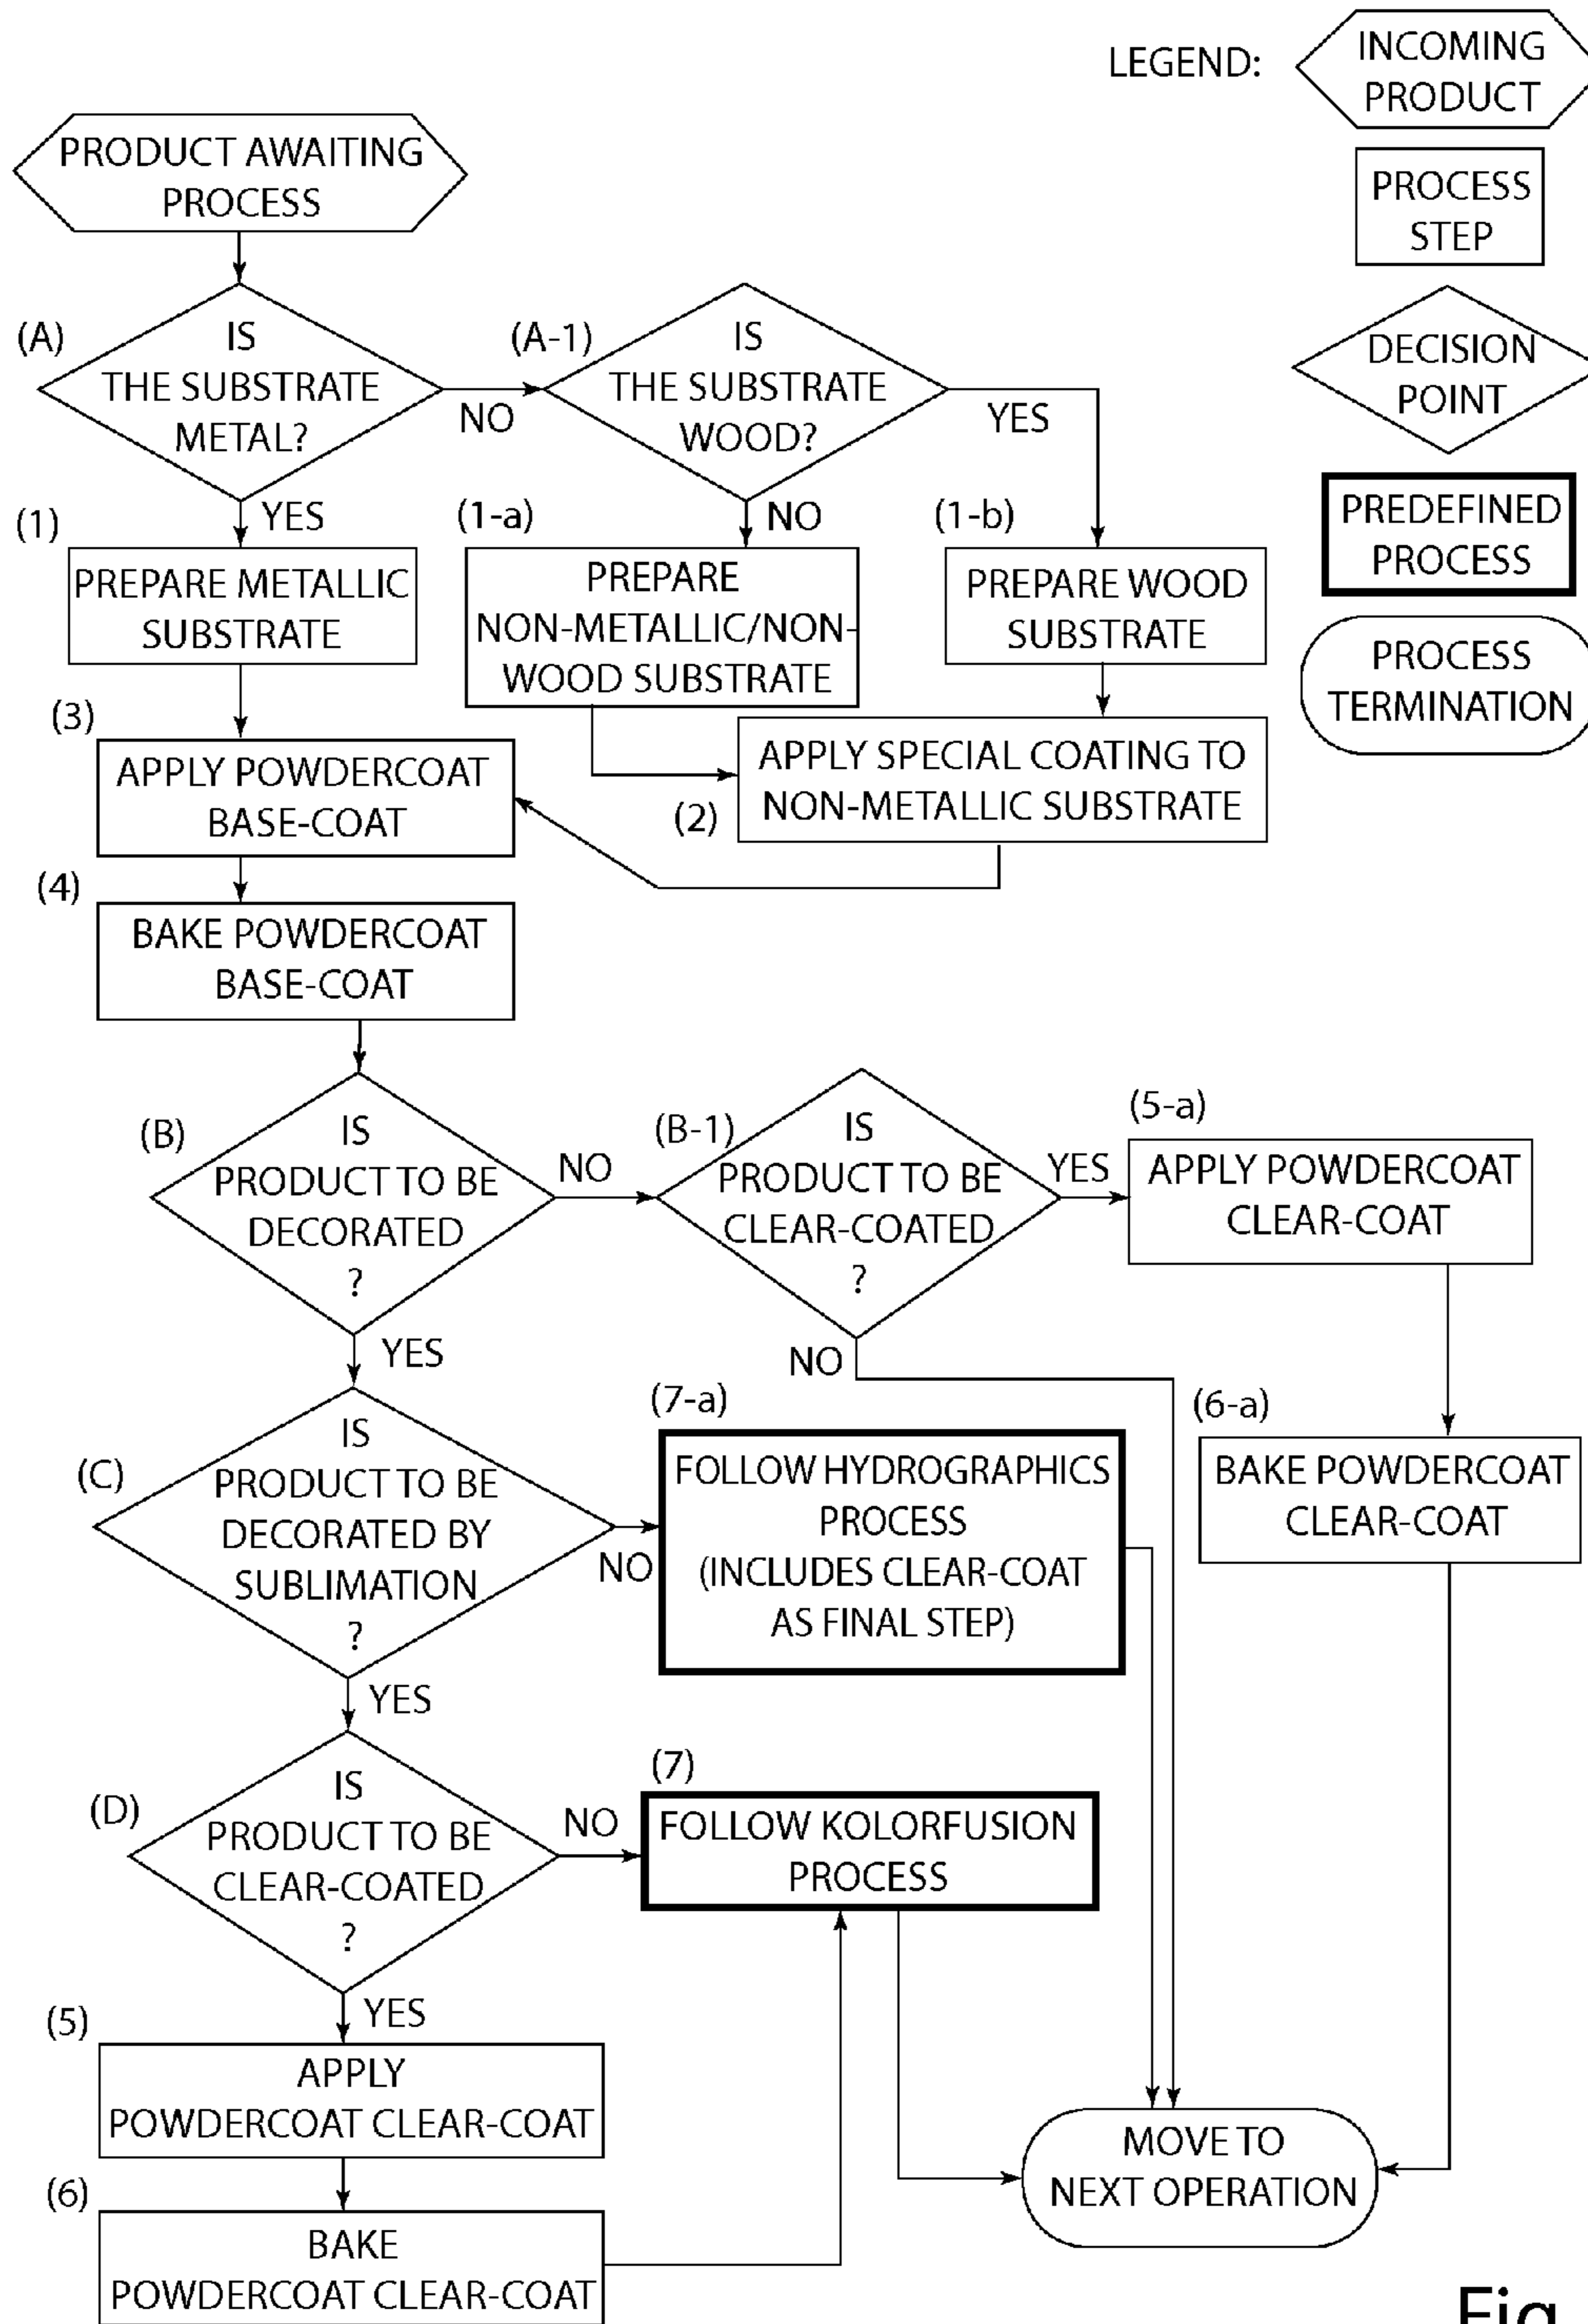 LEGEND:
INCOMING
PRODUCT
PROCESS
STEP
DECISION
POINT
PREDEFINED
PROCESS
PROCESS
TERMINATION
PRODUCT AWAITING
PROCESS
(A)
IS
THE SUBSTRATE
METAL?
NO
YES
(A-1)
IS
THE SUBSTRATE
WOOD?
YES
NO
(1)
PREPARE METALLIC
SUBSTRATE
(1-a)
PREPARE
NON-METALLIC/NON-
WOOD SUBSTRATE
(1-b)
PREPARE WOOD
SUBSTRATE
(2)
APPLY SPECIAL COATING TO
NON-METALLIC SUBSTRATE
(3)
APPLY POWDERCOAT
BASE-COAT
(4)
BAKE POWDERCOAT
BASE-COAT
(B)
IS
PRODUCT TO BE
DECORATED
?
NO
YES
(B-1)
IS
PRODUCT TO BE
CLEAR-COATED
?
YES
NO
(5-a)
APPLY POWDERCOAT
CLEAR-COAT
(6-a)
BAKE POWDERCOAT
CLEAR-COAT
(C)
IS
PRODUCT TO BE
DECORATED BY
SUBLIMATION
?
NO
YES
(7-a)
FOLLOW HYDROGRAPHICS
PROCESS
(INCLUDES CLEAR-COAT
AS FINAL STEP)
(D)
IS
PRODUCT TO BE
CLEAR-COATED
?
NO
YES
(7)
FOLLOW KOLORFUSION
PROCESS
(5)
APPLY
POWDERCOAT CLEAR-COAT
(6)
BAKE
POWDERCOAT CLEAR-COAT
MOVE TO
NEXT OPERATION
Fig